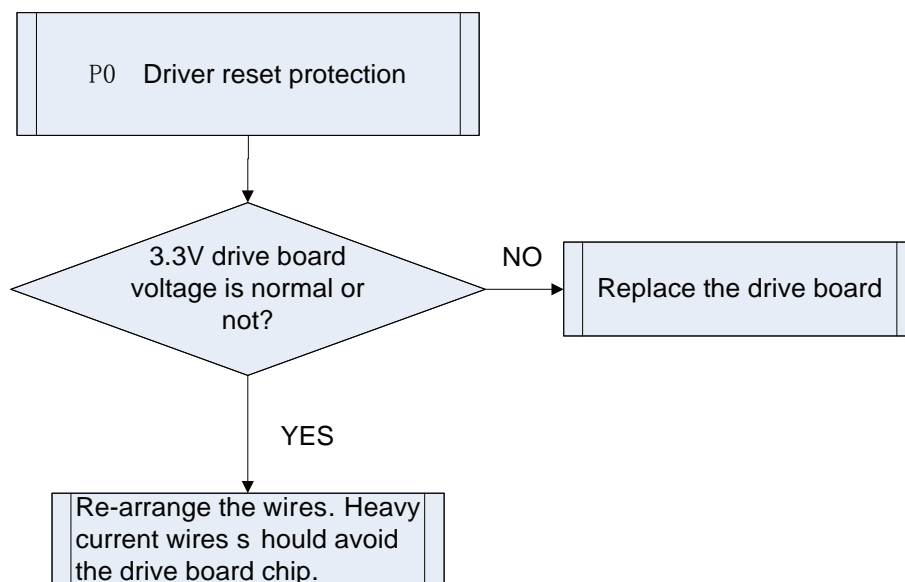 P0 Driver reset protection
3.3V drive board
voltage is normal or
not?
NO
Replace the drive board
YES
Re-arrange the wires. Heavy
current wires s hould avoid
the drive board chip.